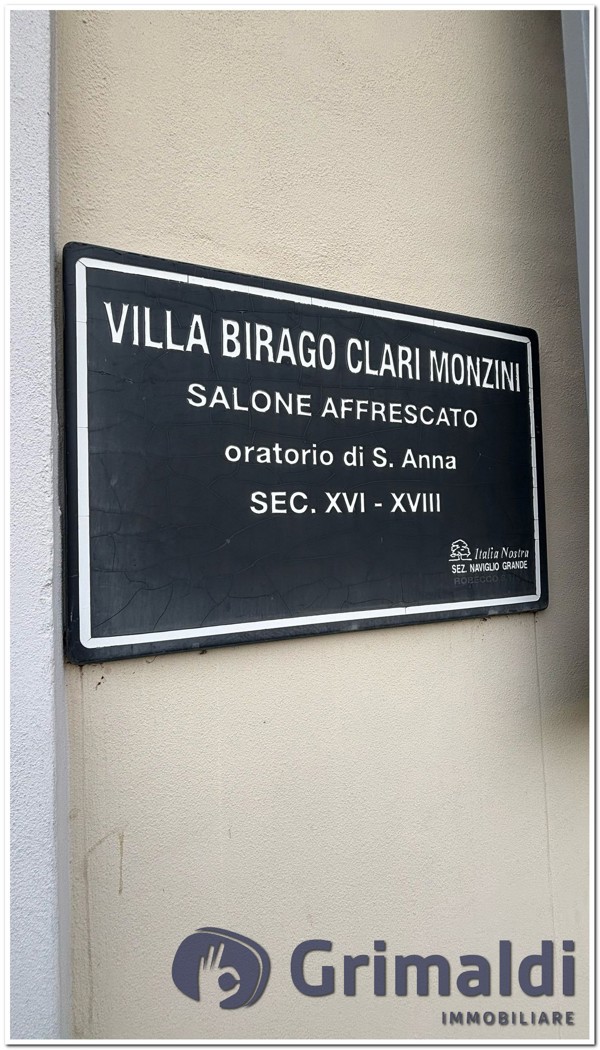 VILLA BIRAGO CLARI MONZINI
SALONE AFFRESCATO
oratorio di S. Anna
SEC. XVI - XVIII
Italia Nostra
SEZ. NAVIGLIO GRANDE
Grimaldi
IMMOBILIARE